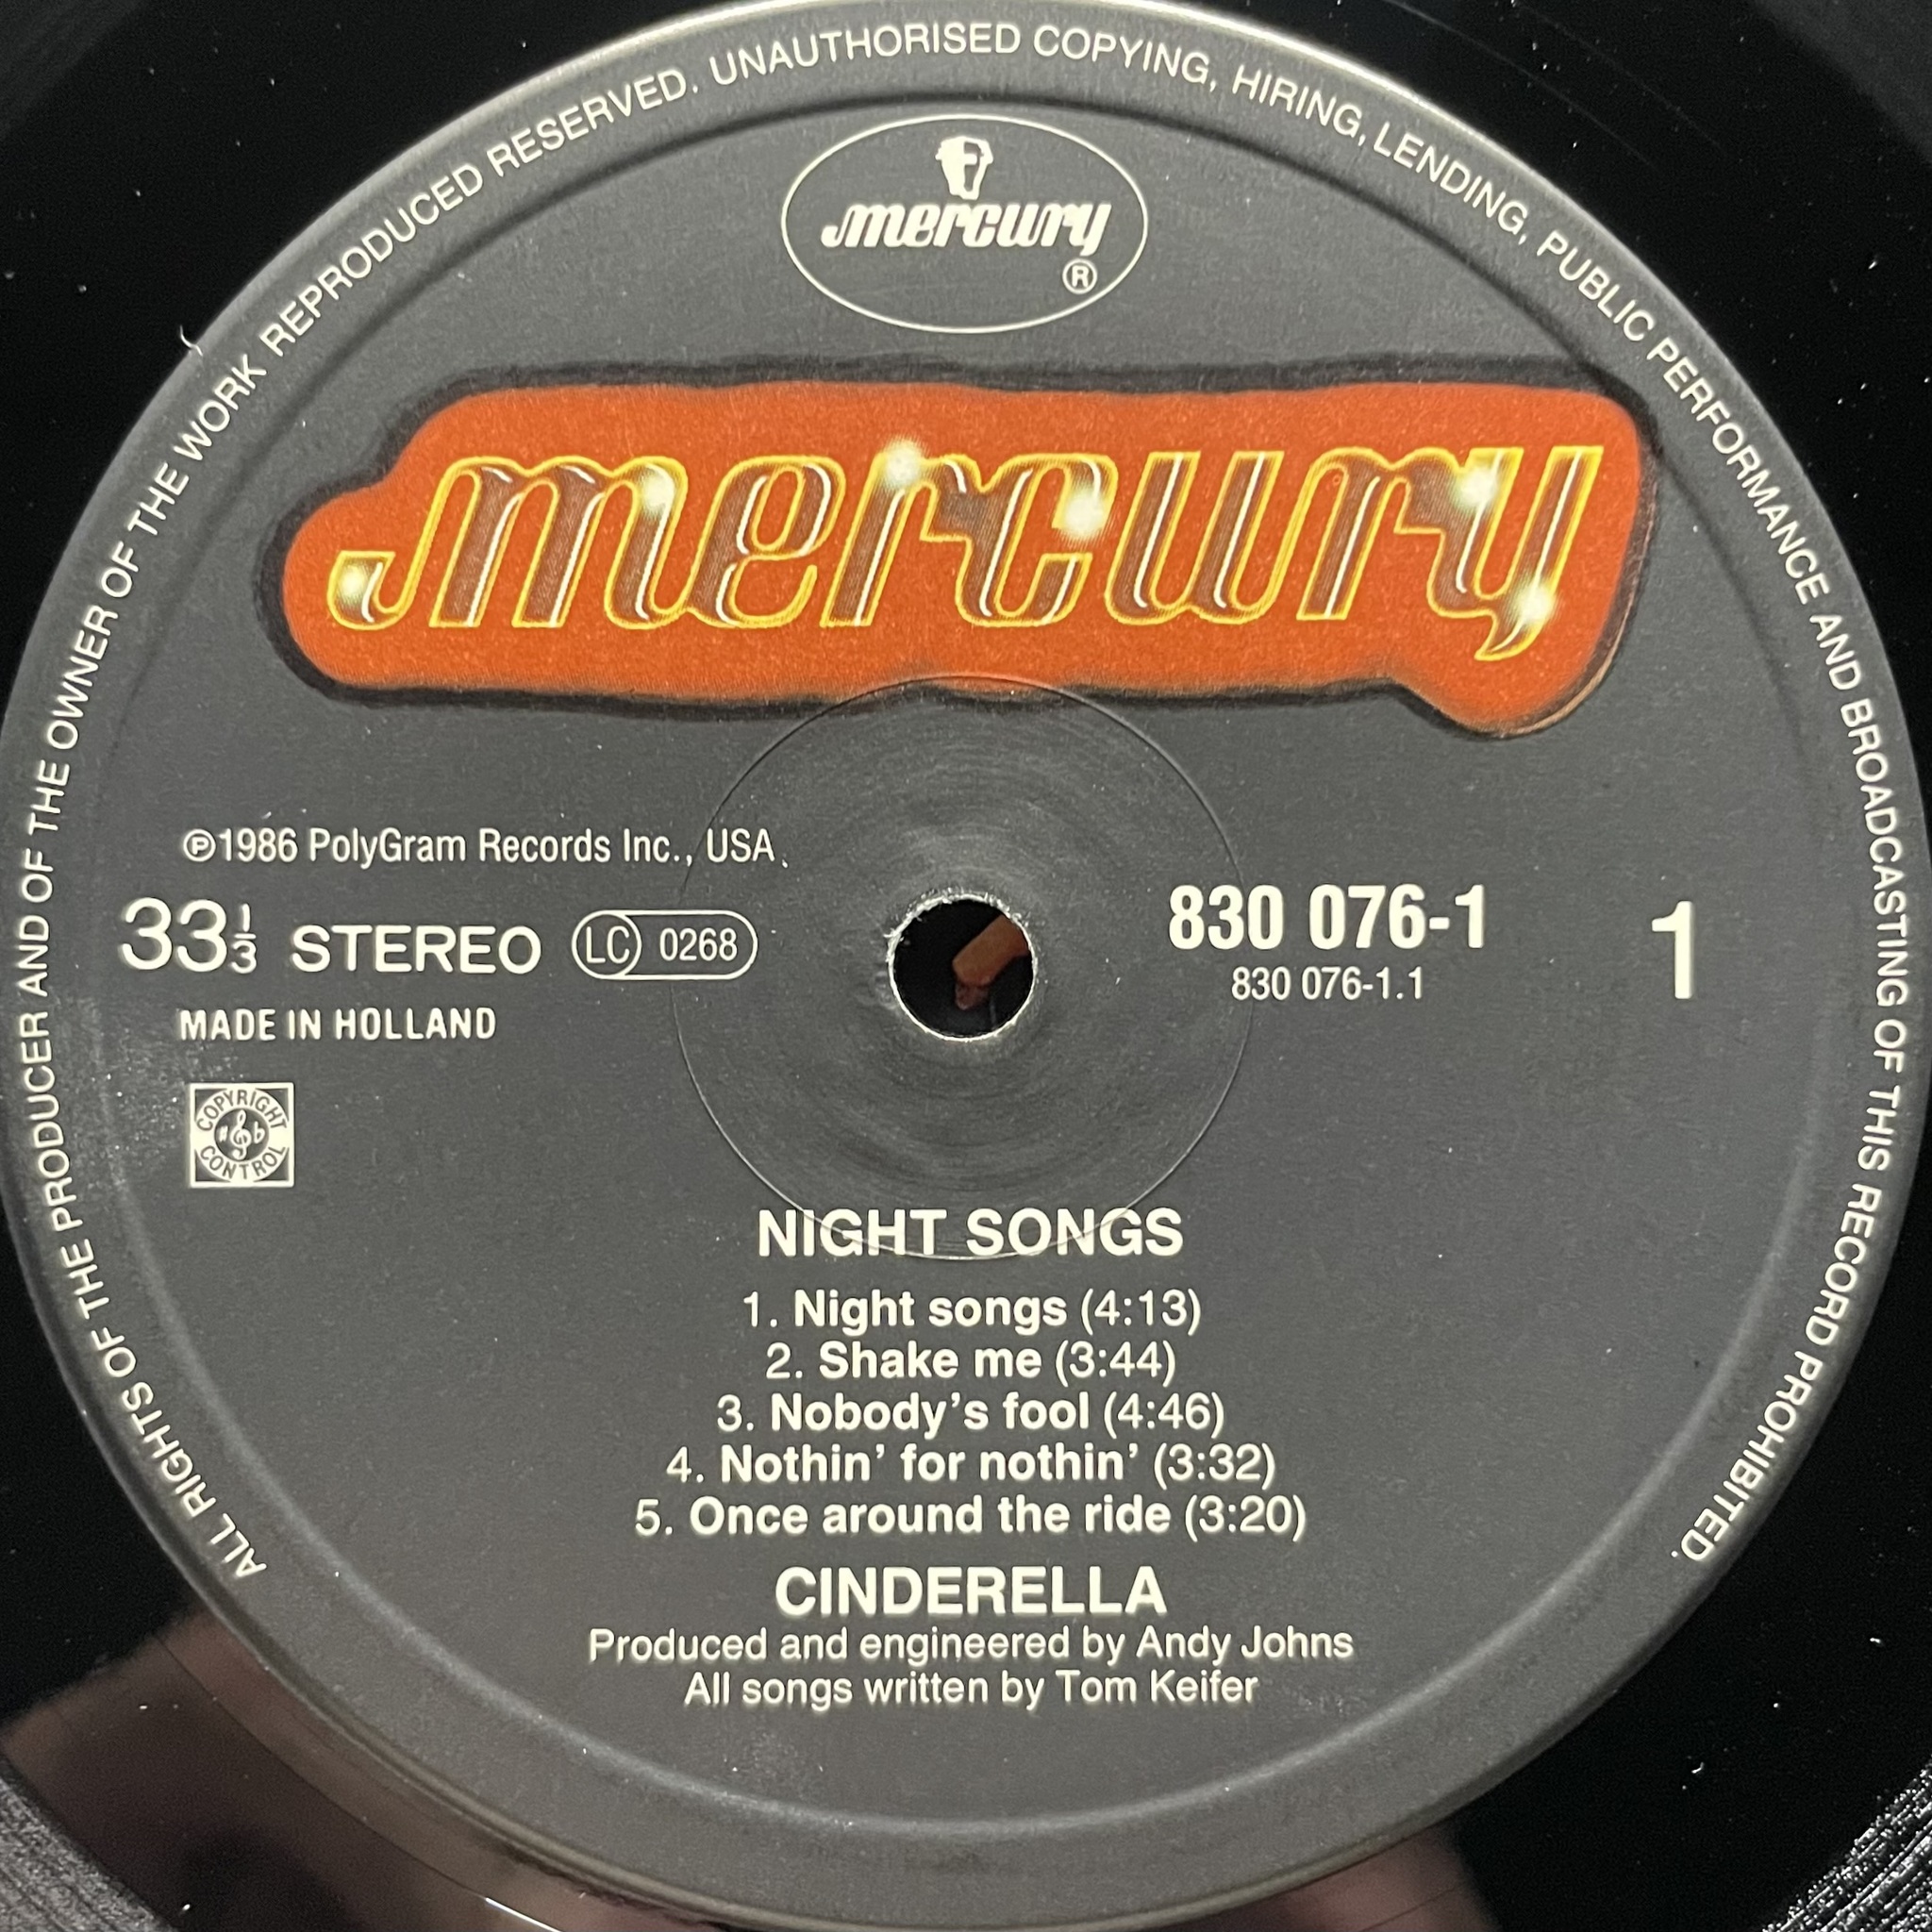 ALL RIGHTS OF THE PRODUCER AND OF THE OWNER OF THE WORK REPRODUCED RESERVED. UNAUTHORISED COPYING, HIRING, LENDING, PUBLIC PERFORMANCE AND BROADCASTING OF THIS RECORD PROHIBITED.
mercury
®
mercury
℗1986 PolyGram Records Inc., USA.
33⅓ STEREO LC 0268
MADE IN HOLLAND
COPYRIGHT CONTROL
830 076-1
830 076-1.1
1
NIGHT SONGS
1. Night songs (4:13)
2. Shake me (3:44)
3. Nobody's fool (4:46)
4. Nothin' for nothin' (3:32)
5. Once around the ride (3:20)
CINDERELLA
Produced and engineered by Andy Johns
All songs written by Tom Keifer